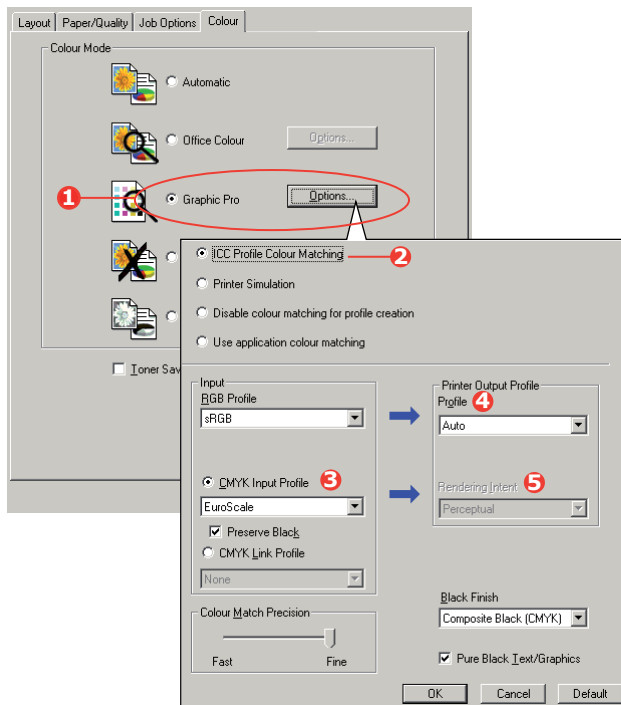 Layout Paper/Quality Job Options Colour
Colour Mode
Automatic
Office Colour Options...
1 Graphic Pro Options...
ICC Profile Colour Matching 2
Printer Simulation
Disable colour matching for profile creation
Use application colour matching
Toner Sav
Input
RGB Profile
sRGB
Printer Output Profile
Profile 4
Auto
CMYK Input Profile 3
EuroScale
Preserve Black
CMYK Link Profile
None
Rendering Intent 5
Perceptual
Colour Match Precision
Fast Fine
Black Finish
Composite Black (CMYK)
Pure Black Text/Graphics
OK Cancel Default